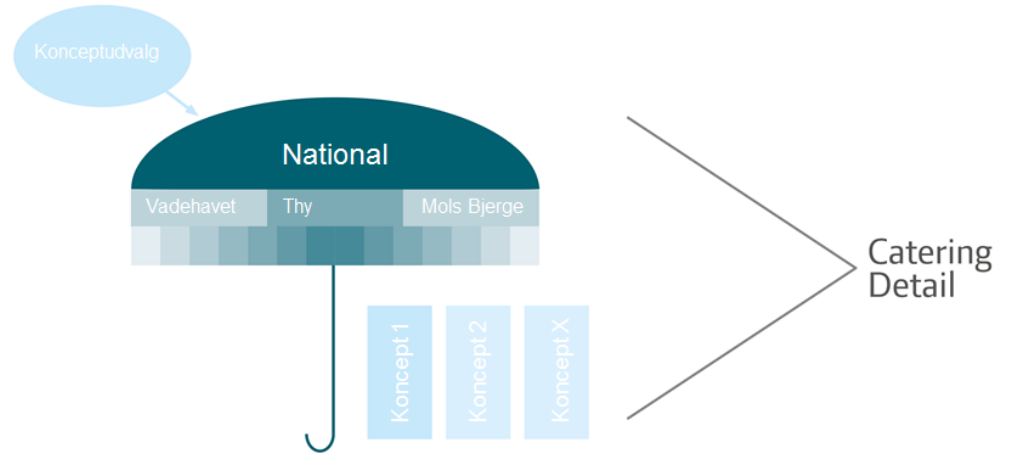 Konceptudvalg
National
Vadehavet
Thy
Mols Bjerge
Koncept 1
Koncept 2
Koncept X
Catering
Detail